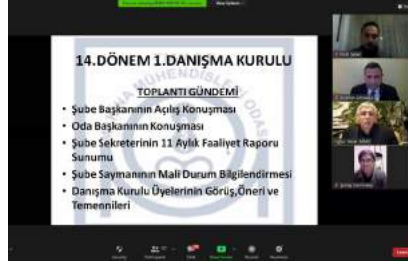 14.DÖNEM 1.DANIŞMA KURULU
TOPLANTI GÜNDEMİ
• Şube Başkanının Açılış Konuşması
• Oda Başkanının Konuşması
• Şube Sekreterinin 11 Aylık Faaliyet Raporu
Sunumu
• Şube Saymanının Mali Durum Bilgilendirmesi
• Danışma Kurulu Üyelerinin Görüş,Öneri ve
Temennileri